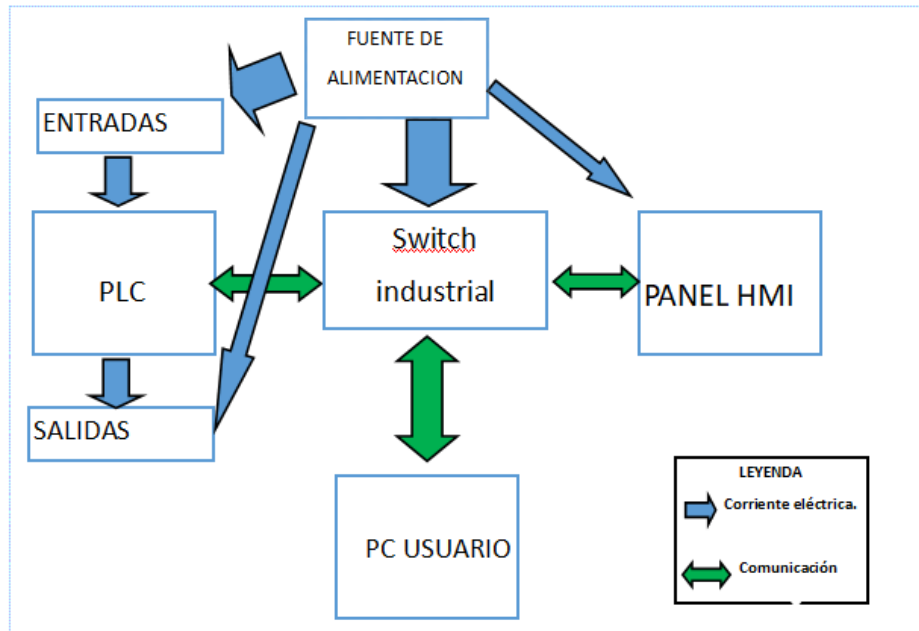 FUENTE DE
ALIMENTACION
ENTRADAS
PLC
Switch
industrial
PANEL HMI
SALIDAS
PC USUARIO
LEYENDA
Corriente eléctrica.
Comunicación